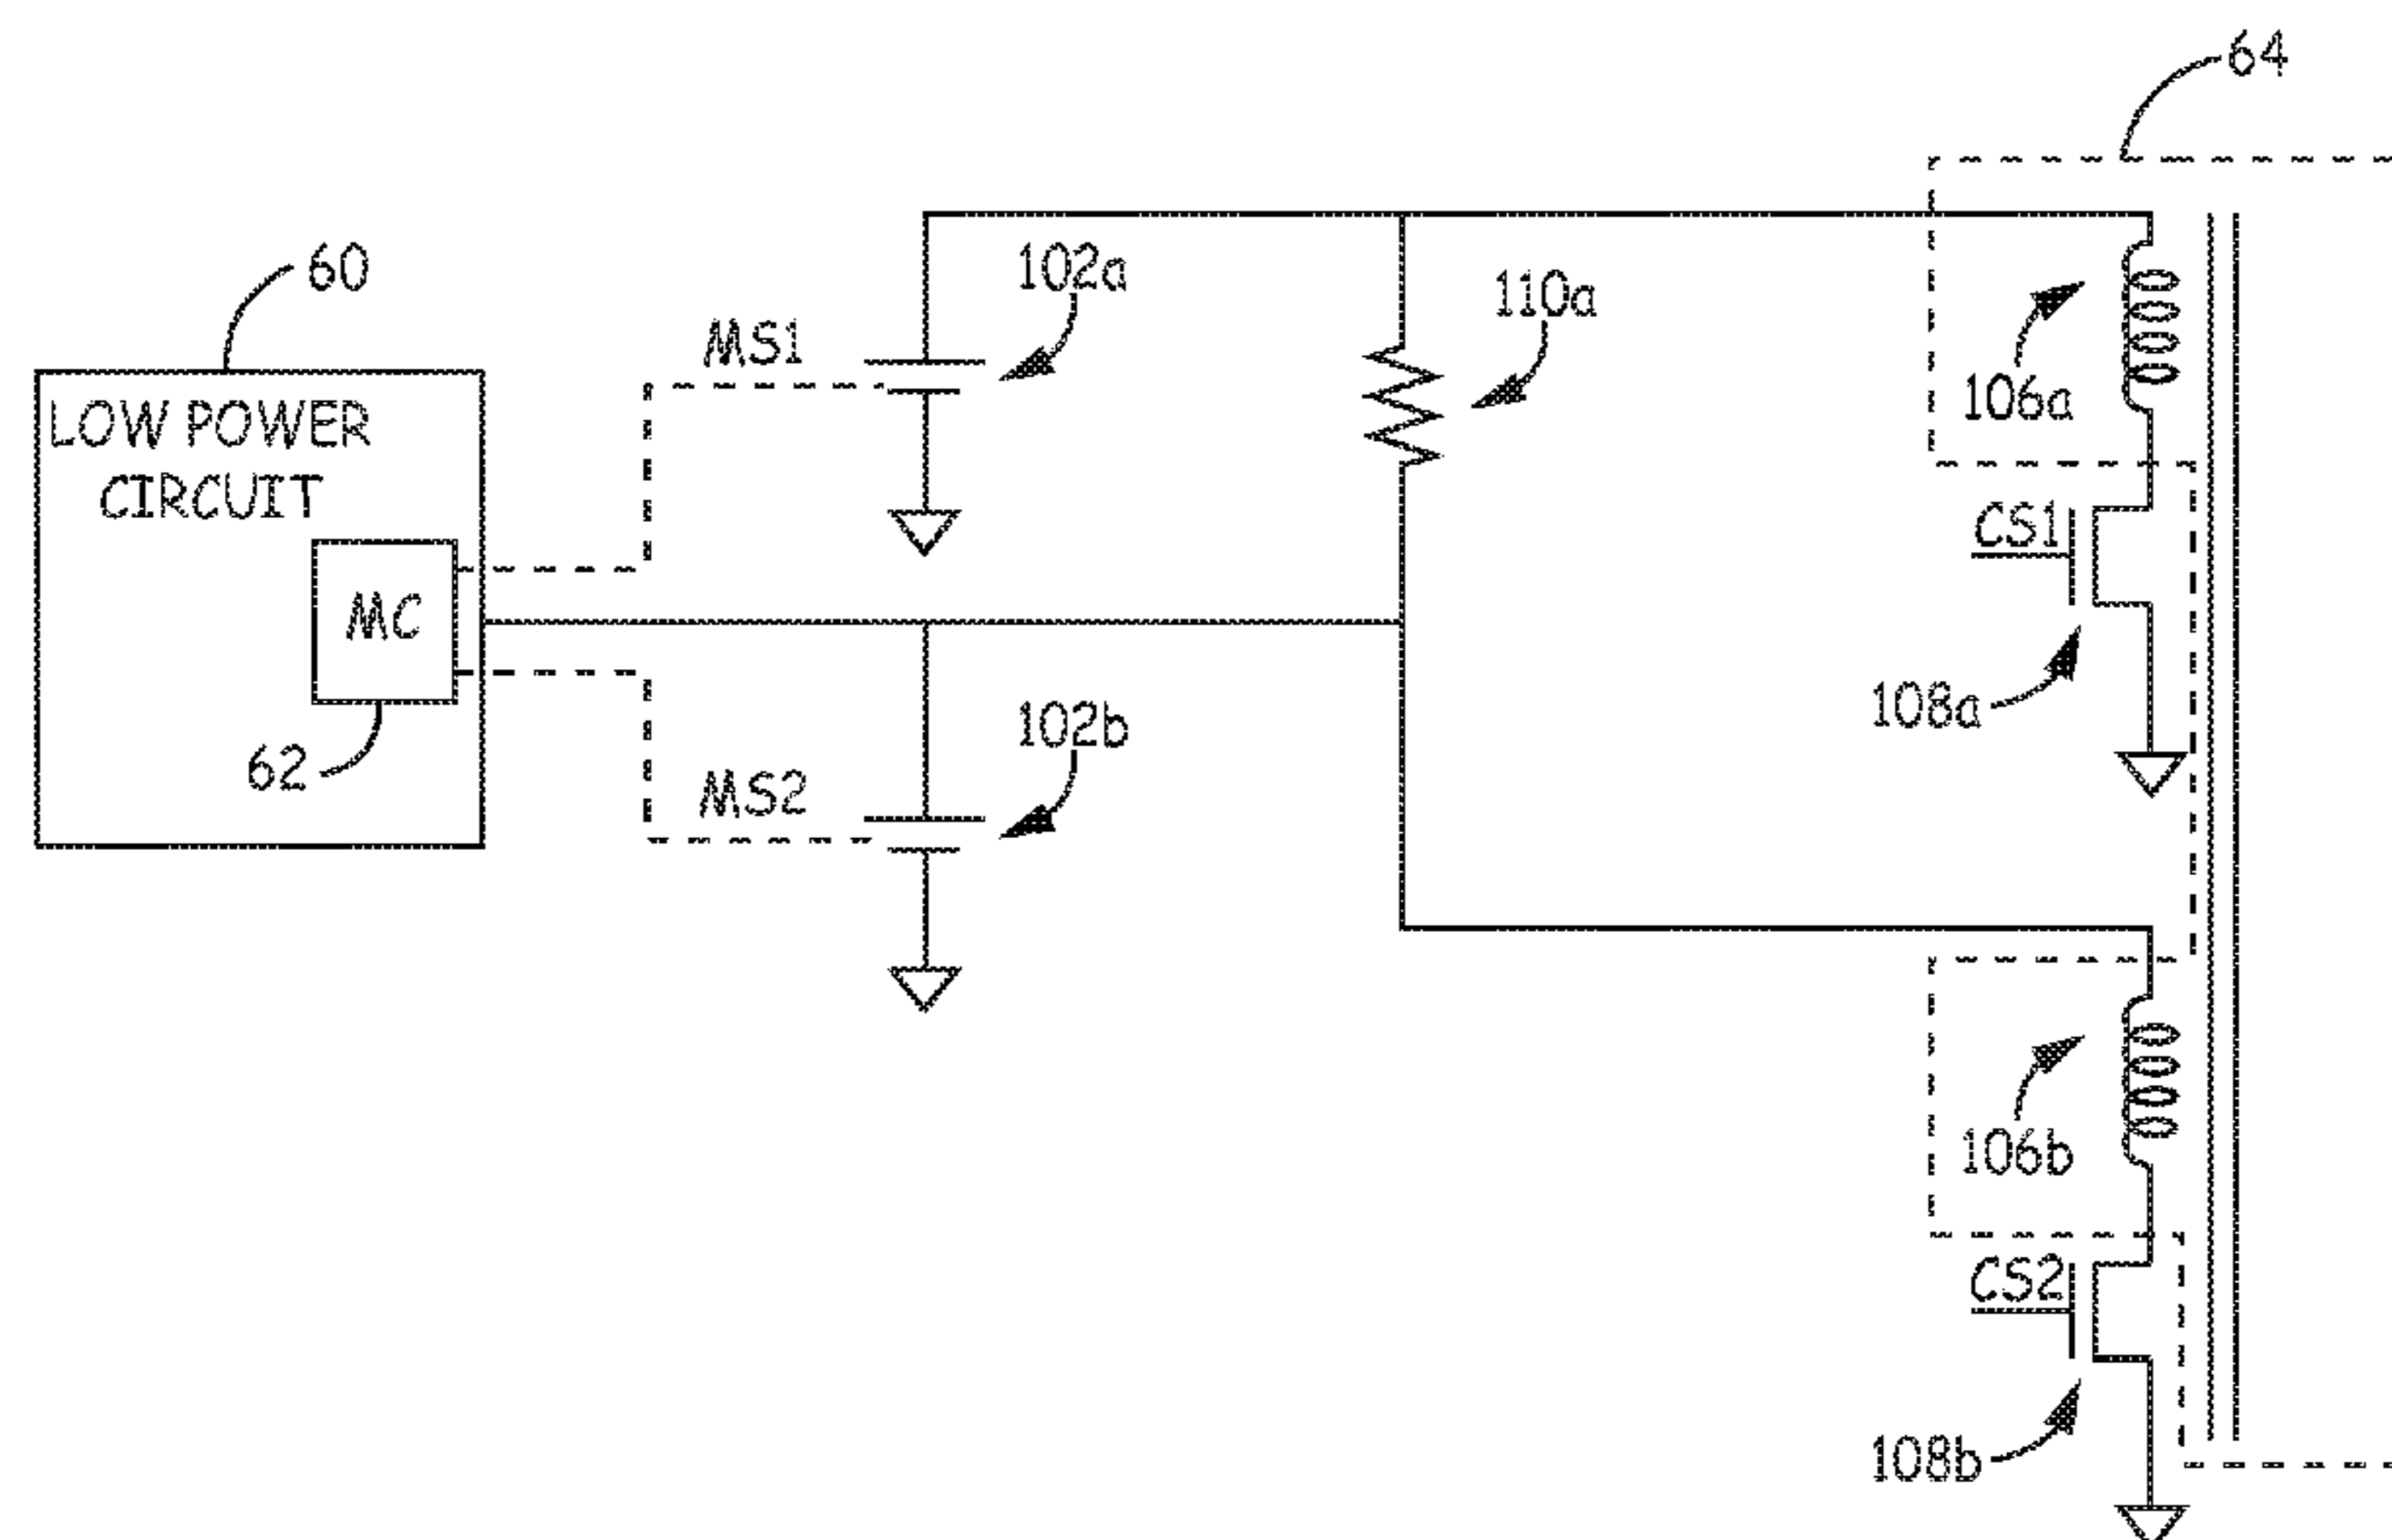 64
60
102a
110a
MS1
106a
LOW POWER
CIRCUIT
CS1
MC
108a
62
102b
MS2
106b
CS2
108b